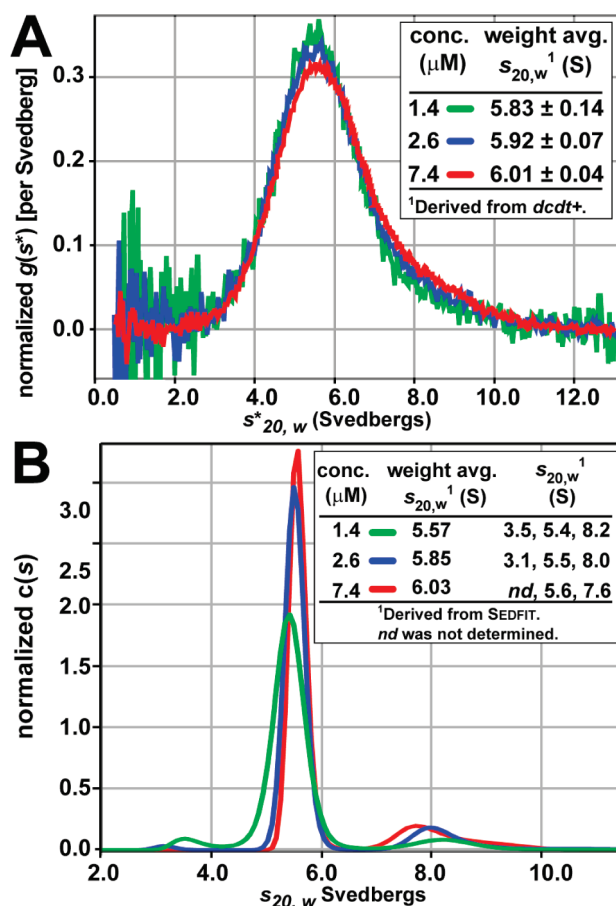 A
conc. weight avg.
(μM) s20,w¹ (S)
1.4 5.83 ± 0.14
2.6 5.92 ± 0.07
7.4 6.01 ± 0.04
¹Derived from dcdt+.
normalized g(s*) [per Svedberg]
0.3
0.2
0.1
0.0
0.0 2.0 4.0 6.0 8.0 10.0 12.0
s*20, w (Svedbergs)
B
conc. weight avg. s20,w¹
(μM) s20,w¹ (S) (S)
1.4 5.57 3.5, 5.4, 8.2
2.6 5.85 3.1, 5.5, 8.0
7.4 6.03 nd, 5.6, 7.6
¹Derived from SEDFIT.
nd was not determined.
normalized c(s)
3.0
2.5
2.0
1.5
1.0
0.50
0.0
2.0 4.0 6.0 8.0 10.0
s20, w Svedbergs